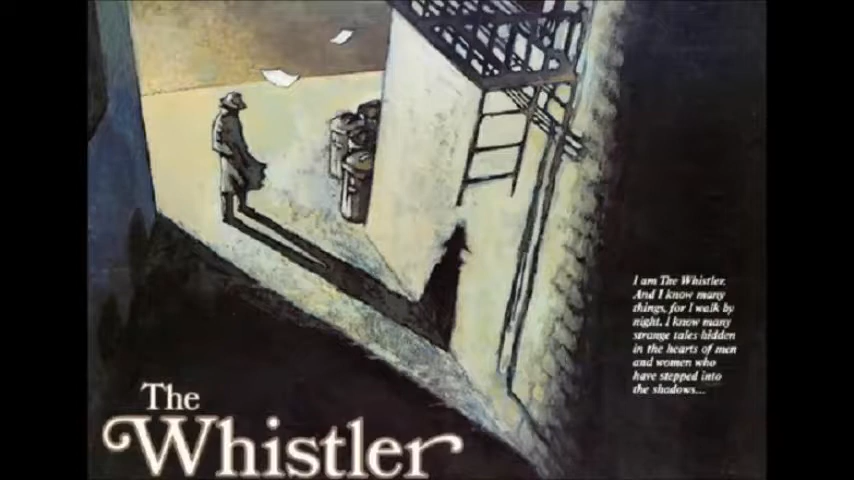 I am The Whistler.
And I know many
things, for I walk by
night. I know many
strange tales hidden
in the hearts of men
and women who
have stepped into
the shadows...
The
Whistler